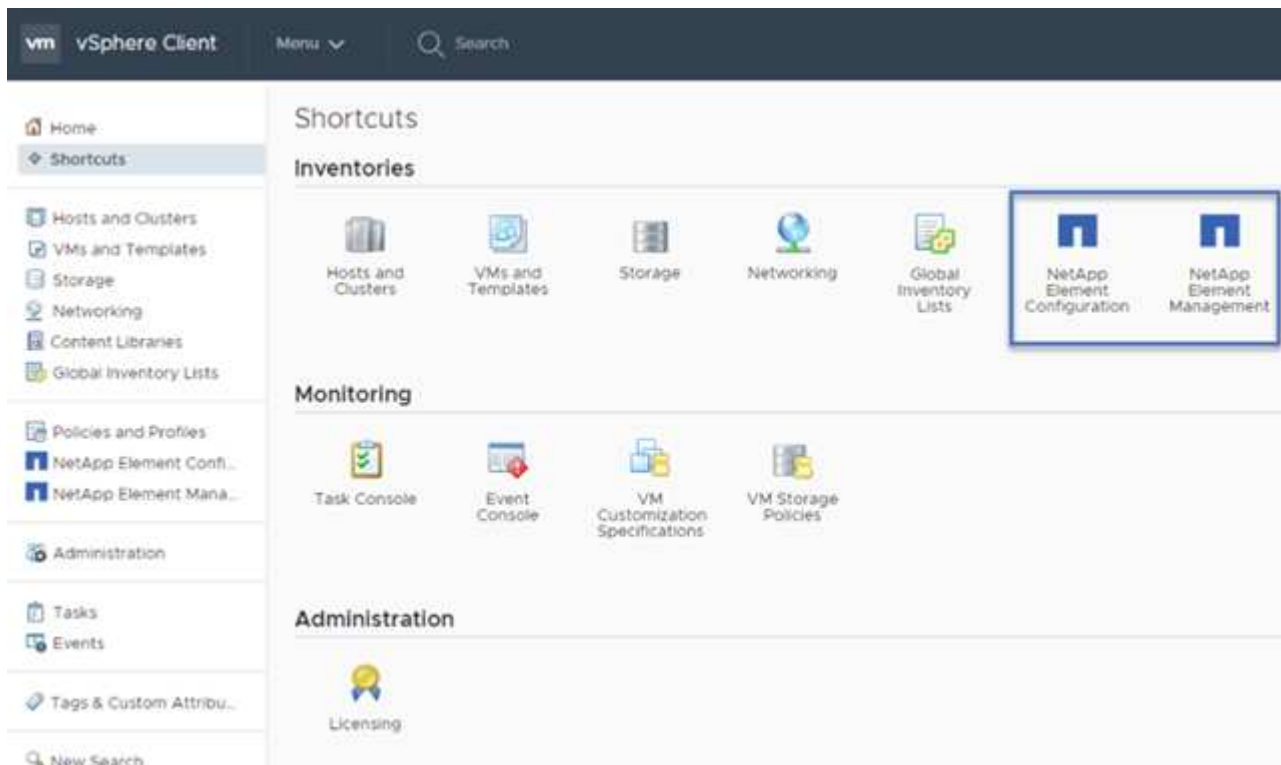 vm vSphere Client Menu Search
Home
Shortcuts
Hosts and Clusters
VMs and Templates
Storage
Networking
Content Libraries
Global Inventory Lists
Policies and Profiles
NetApp Element Confi...
NetApp Element Mana...
Administration
Tasks
Events
Tags & Custom Attribu...
New Search
Shortcuts
Inventories
Hosts and
Clusters
VMs and
Templates
Storage
Networking
Global
Inventory
Lists
NetApp
Element
Configuration
NetApp
Element
Management
Monitoring
Task Console
Event
Console
VM
Customization
Specifications
VM Storage
Policies
Administration
Licensing